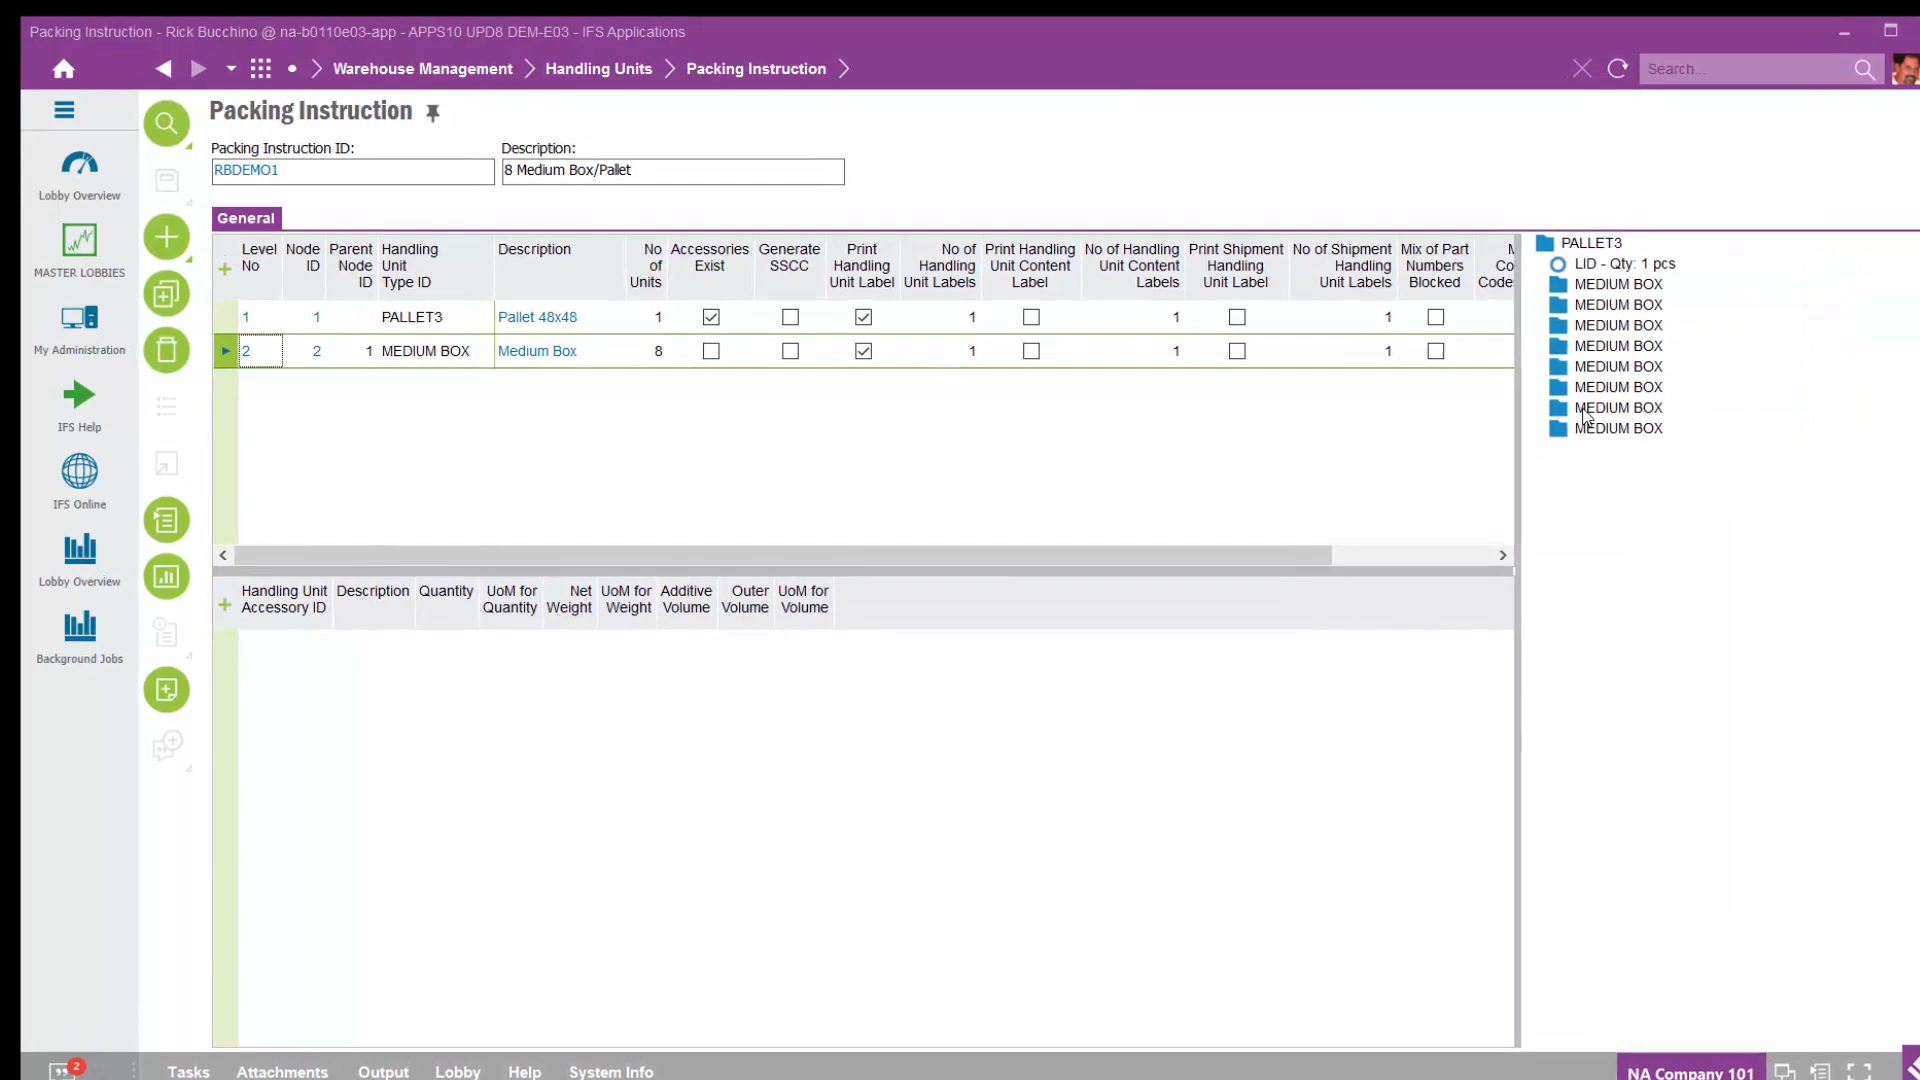 Packing Instruction - Rick Bucchino @ na-b0110e03-app - APPS10 UPD8 DEM-E03 - IFS Applications
Warehouse Management
Handling Units
Packing Instruction
Search...
Packing Instruction
Packing Instruction ID:
Description:
RBDEMO1
8 Medium Box/Pallet
Lobby Overview
MASTER LOBBIES
My Administration
IFS Help
IFS Online
Lobby Overview
Background Jobs
General
Level No
Node ID
Parent Node ID
Handling Unit Type ID
Description
No of Units
Accessories Exist
Generate SSCC
Print Handling Unit Label
No of Handling Unit Labels
Print Handling Unit Content Label
No of Handling Unit Content Labels
Print Shipment Handling Unit Label
No of Shipment Handling Unit Labels
Mix of Part Numbers Blocked
1 1 PALLET3 Pallet 48x48 1 1 1 1
2 2 1 MEDIUM BOX Medium Box 8 1 1 1
PALLET3
LID - Qty: 1 pcs
MEDIUM BOX
MEDIUM BOX
MEDIUM BOX
MEDIUM BOX
MEDIUM BOX
MEDIUM BOX
MEDIUM BOX
MEDIUM BOX
Handling Unit Accessory ID
Description
Quantity
UoM for Quantity
Net Weight
UoM for Weight
Additive Volume
Outer Volume
UoM for Volume
2
Tasks
Attachments
Output
Lobby
Help
System Info
NA Company 101